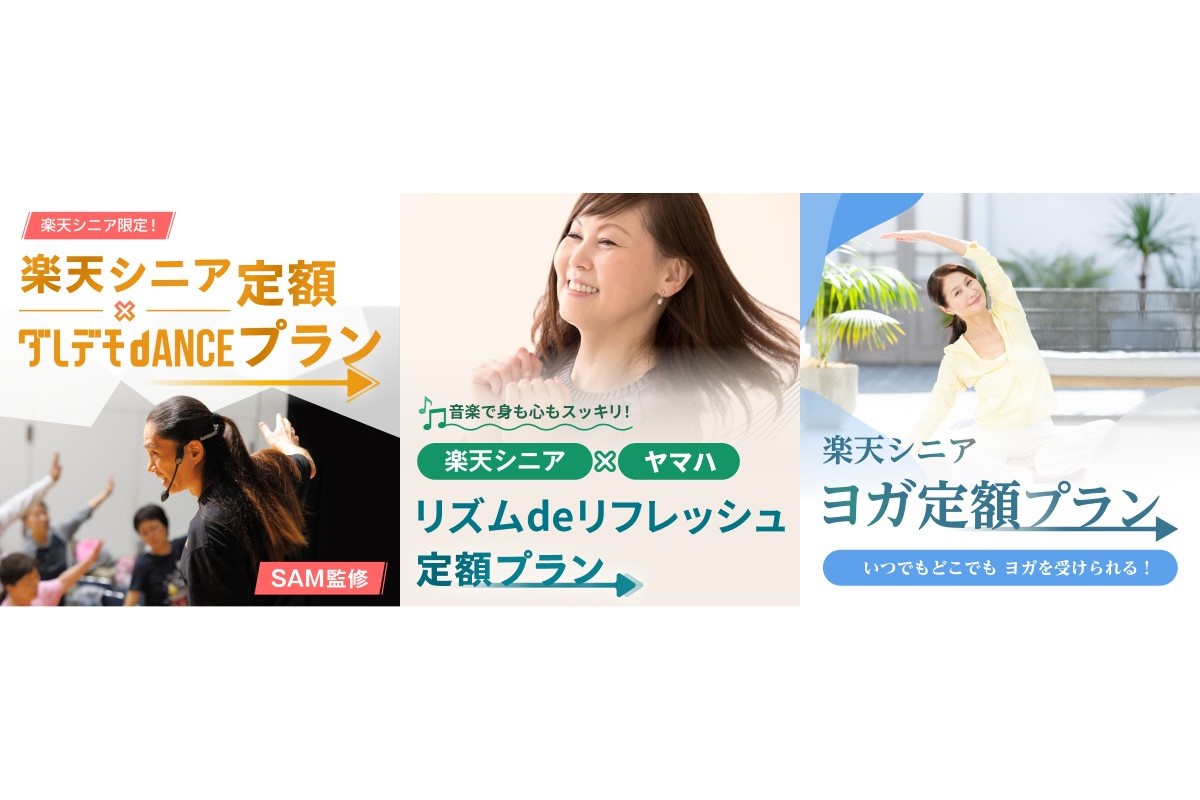 楽天シニア限定！
楽天シニア定額
×
ダレデモdANCEプラン
SAM監修
音楽で身も心もスッキリ！
楽天シニア×ヤマハ
リズムdeリフレッシュ
定額プラン
楽天シニア
ヨガ定額プラン
いつでもどこでも ヨガを受けられる！